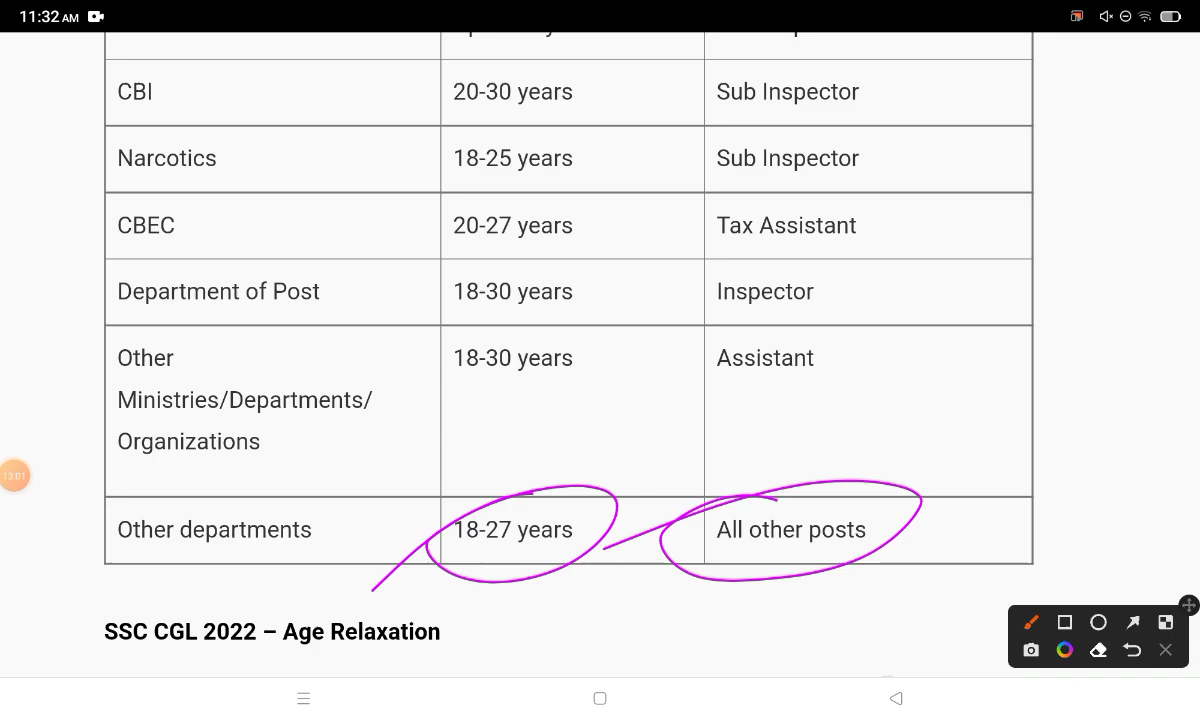 11:32 AM
CBI 20-30 years Sub Inspector
Narcotics 18-25 years Sub Inspector
CBEC 20-27 years Tax Assistant
Department of Post 18-30 years Inspector
Other 18-30 years Assistant
Ministries/Departments/
Organizations
13:01
Other departments 18-27 years All other posts
SSC CGL 2022 – Age Relaxation